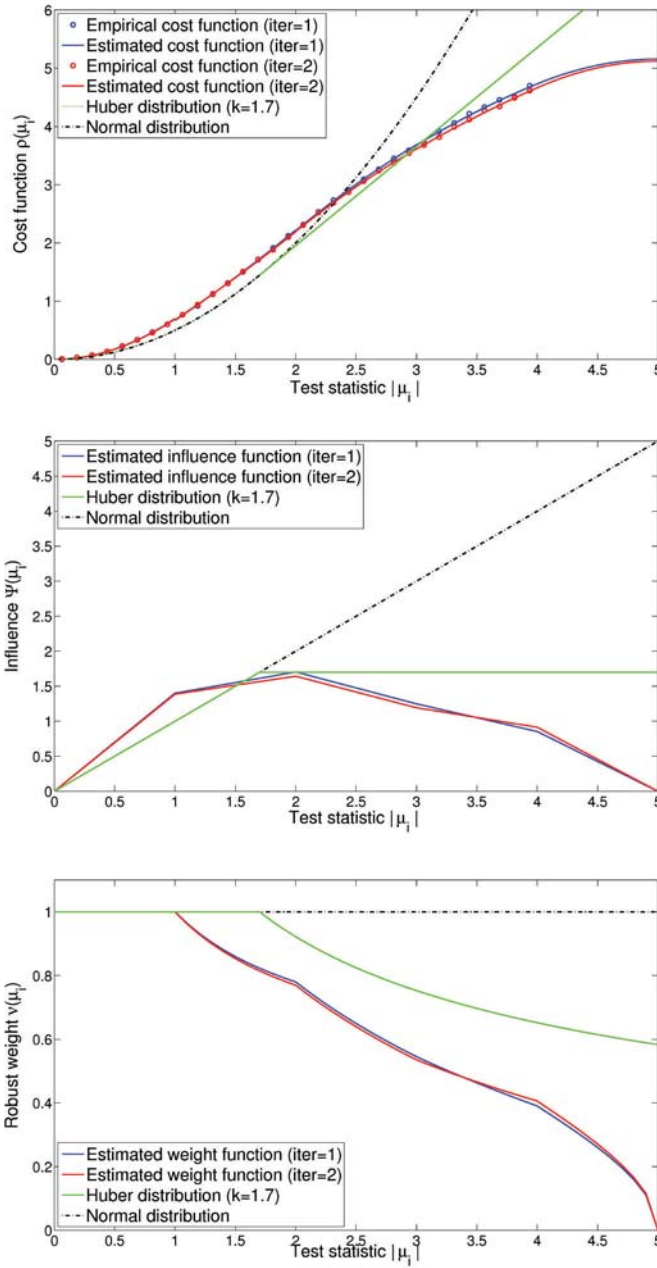 6
5
4
3
2
1
0
Cost function ρ(μi)
Empirical cost function (iter=1)
Estimated cost function (iter=1)
Empirical cost function (iter=2)
Estimated cost function (iter=2)
Huber distribution (k=1.7)
Normal distribution
0 0.5 1 1.5 2 2.5 3 3.5 4 4.5 5
Test statistic |μi|
5
4.5
4
3.5
3
2.5
2
1.5
1
0.5
0
Influence Ψ(μi)
Estimated influence function (iter=1)
Estimated influence function (iter=2)
Huber distribution (k=1.7)
Normal distribution
0 0.5 1 1.5 2 2.5 3 3.5 4 4.5 5
Test statistic |μi|
1
0.8
0.6
0.4
0.2
0
Robust weight ν(μi)
Estimated weight function (iter=1)
Estimated weight function (iter=2)
Huber distribution (k=1.7)
Normal distribution
0 0.5 1 1.5 2 2.5 3 3.5 4 4.5 5
Test statistic |μi|